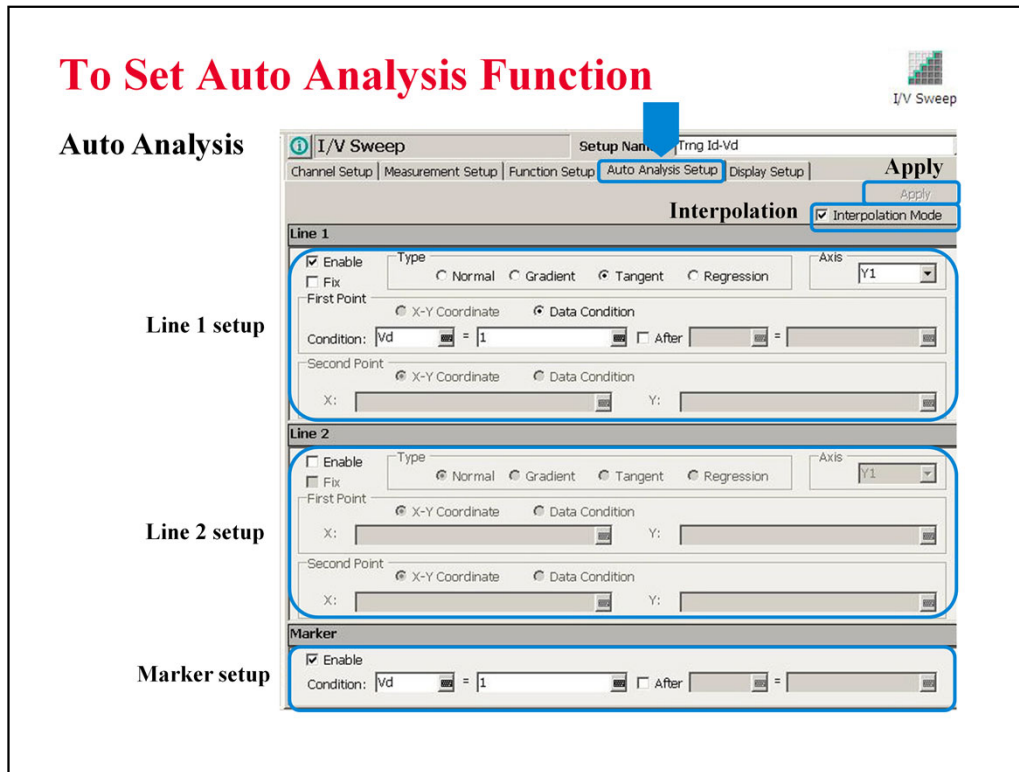 To Set Auto Analysis Function
I/V Sweep
Auto Analysis
I/V Sweep Setup Nam Trng Id-Vd
Channel Setup Measurement Setup Function Setup Auto Analysis Setup Display Setup Apply
Apply
Interpolation Interpolation Mode
Line 1
Enable Type Normal Gradient Tangent Regression Axis Y1
Fix
First Point
X-Y Coordinate Data Condition
Line 1 setup
Condition: Vd = 1 After =
Second Point
X-Y Coordinate Data Condition
X: Y:
Line 2
Enable Type Normal Gradient Tangent Regression Axis Y1
Fix
First Point
X-Y Coordinate Data Condition
Line 2 setup
X: Y:
Second Point
X-Y Coordinate Data Condition
X: Y:
Marker
Enable
Marker setup
Condition: Vd = 1 After =